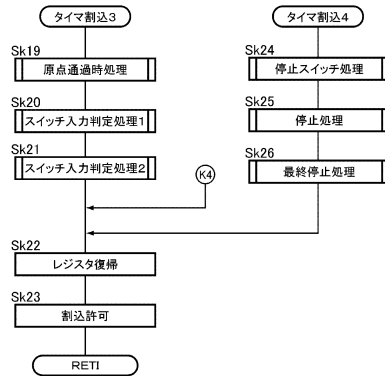 タイマ割込3
Sk19
原点通過時処理
Sk20
スイッチ入力判定処理1
Sk21
スイッチ入力判定処理2
K4
Sk22
レジスタ復帰
Sk23
割込許可
RETI
タイマ割込4
Sk24
停止スイッチ処理
Sk25
停止処理
Sk26
最終停止処理